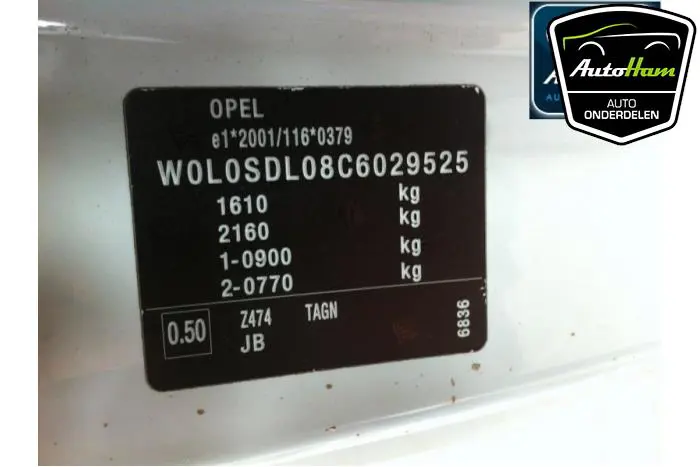 OPEL
e1*2001/116*0379
W0L0SDL08C6029525
1610 kg
2160 kg
1-0900 kg
2-0770 kg
0.50 Z474 TAGN
JB
6836
AutoHam
AUTO
ONDERDELEN